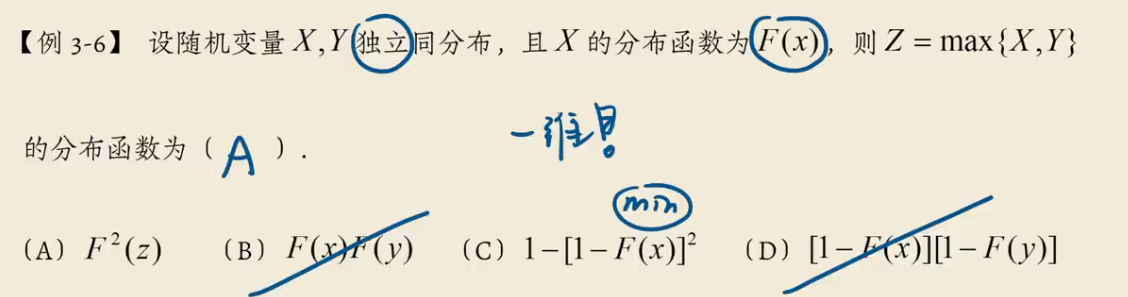 【例 3-6】 设随机变量 X,Y 独立同分布，且 X 的分布函数为 F(x)，则 Z = max{X,Y}
的分布函数为（ A ）.
一维！
min
（A）F²(z) （B）F(x)F(y) （C）1−[1−F(x)]² （D）[1−F(x)][1−F(y)]